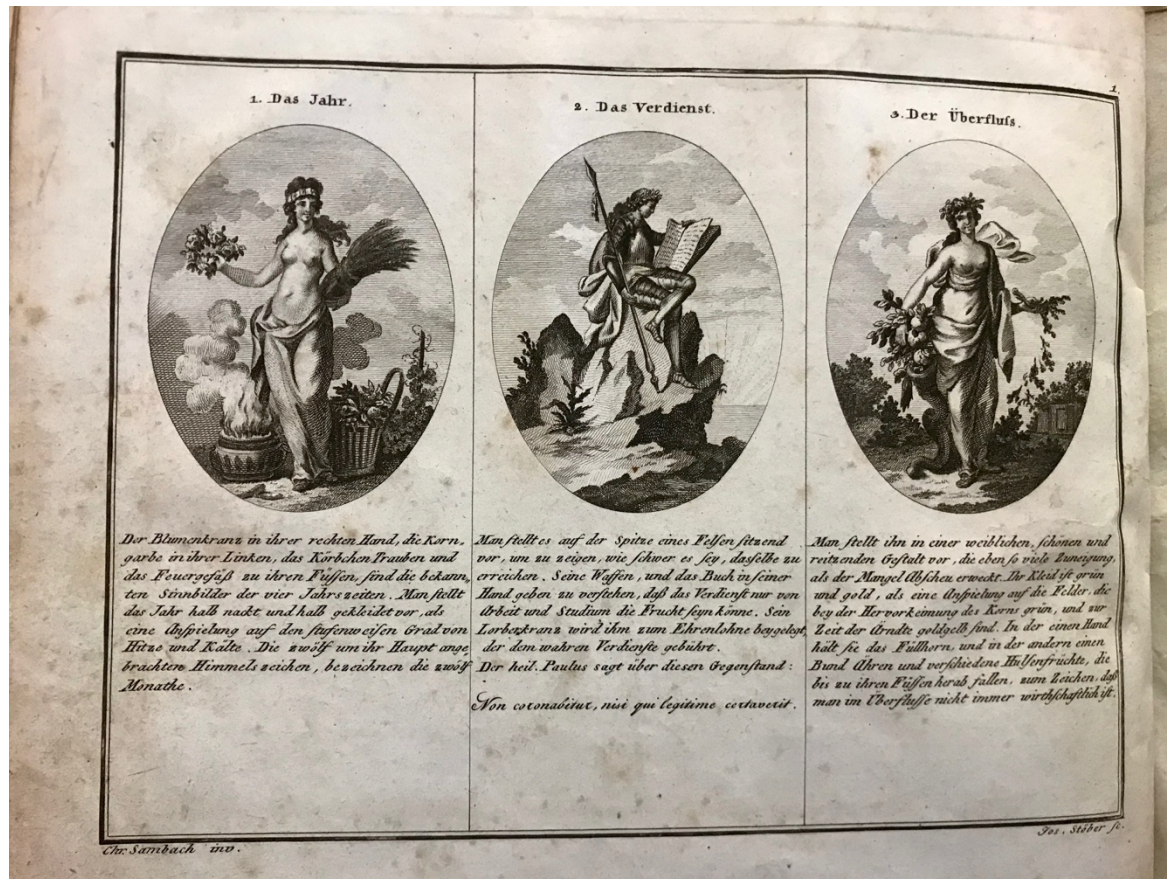 1.
1. Das Jahr.
Der Blumenkranz in ihrer rechten Hand, die Korn-
garbe in ihrer Linken, das Körbchen Trauben und
das Feuergefäß zu ihren Füssen, sind die bekann-
ten Sinnbilder der vier Jahrszeiten. Man stellt
das Jahr halb nackt und halb gekleidet vor, als
eine Anspielung auf den stufenweisen Grad von
Hitze und Kälte. Die zwölf um ihr Haupt ange
brachten Himmelszeichen, bezeichnen die zwölf
Monathe.
2. Das Verdienst.
Man stellt es auf der Spitze eines Felsen sitzend
vor, um zu zeigen, wie schwer es sey, dasselbe zu
erreichen. Seine Waffen, und das Buch in seiner
Hand geben zu verstehen, daß das Verdienst nur von
Arbeit und Studium die Frucht seyn könne. Sein
Lorberkranz wird ihm zum Ehrenlohne beygelegt,
der dem wahren Verdienste gebührt.
Der heil. Paulus sagt über diesen Gegenstand:
Non coronabitur, nisi qui legitime certaverit.
3. Der Überfluſs.
Man stellt ihn in einer weiblichen, schönen und
reitzenden Gestalt vor, die eben so viele Zuneigung,
als der Mangel Abscheu erweckt. Ihr Kleid ist grün
und gold, als eine Anspielung auf die Felder, die
bey der Hervorkeimung des Korns grün, und zur
Zeit der Ärndte goldgelb sind. In der einen Hand
hält sie das Füllhorn, und in der andern einen
Bund Ähren und verschiedene Hülsenfrüchte, die
bis zu ihren Füssen herab fallen, zum Zeichen, daß
man im Überflusse nicht immer wirthschaftlich ist.
Chr. Sambach inv.
Jos. Stöber sc.